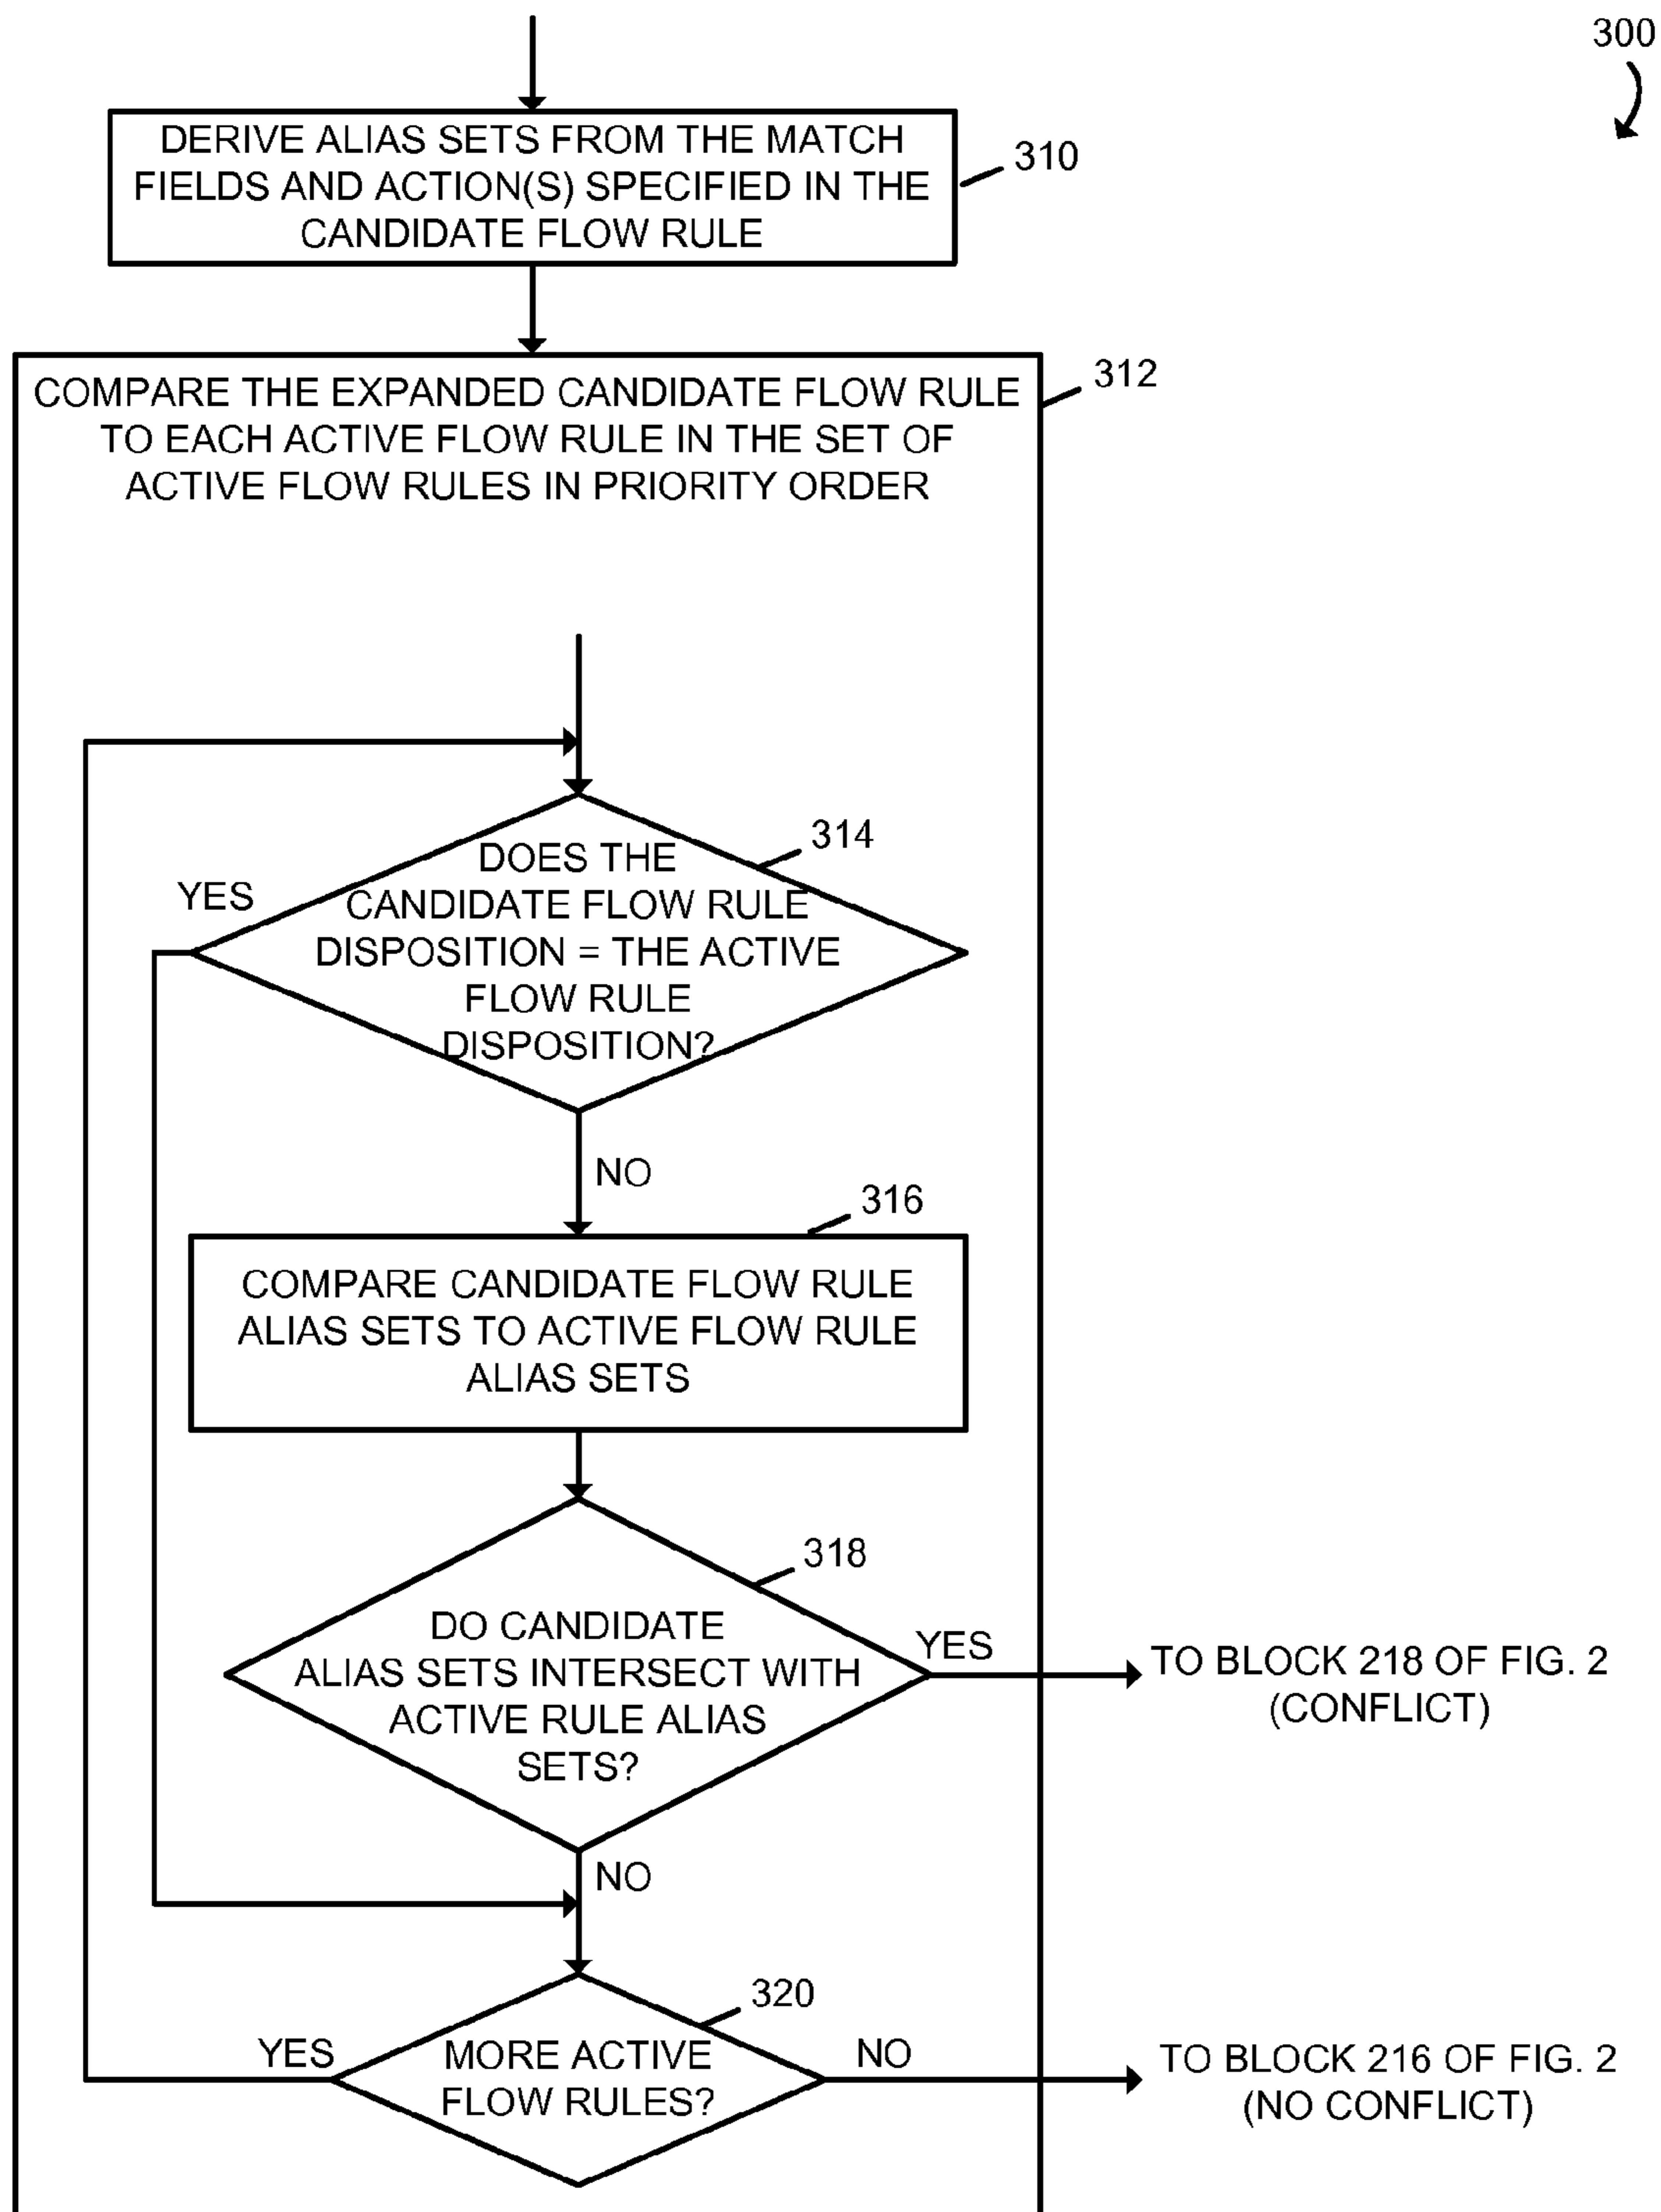 300
DERIVE ALIAS SETS FROM THE MATCH
FIELDS AND ACTION(S) SPECIFIED IN THE
CANDIDATE FLOW RULE
310
COMPARE THE EXPANDED CANDIDATE FLOW RULE
TO EACH ACTIVE FLOW RULE IN THE SET OF
ACTIVE FLOW RULES IN PRIORITY ORDER
312
314
DOES THE
CANDIDATE FLOW RULE
DISPOSITION = THE ACTIVE
FLOW RULE
DISPOSITION?
YES
NO
316
COMPARE CANDIDATE FLOW RULE
ALIAS SETS TO ACTIVE FLOW RULE
ALIAS SETS
318
DO CANDIDATE
ALIAS SETS INTERSECT WITH
ACTIVE RULE ALIAS
SETS?
YES
TO BLOCK 218 OF FIG. 2
(CONFLICT)
NO
320
MORE ACTIVE
FLOW RULES?
YES
NO
TO BLOCK 216 OF FIG. 2
(NO CONFLICT)